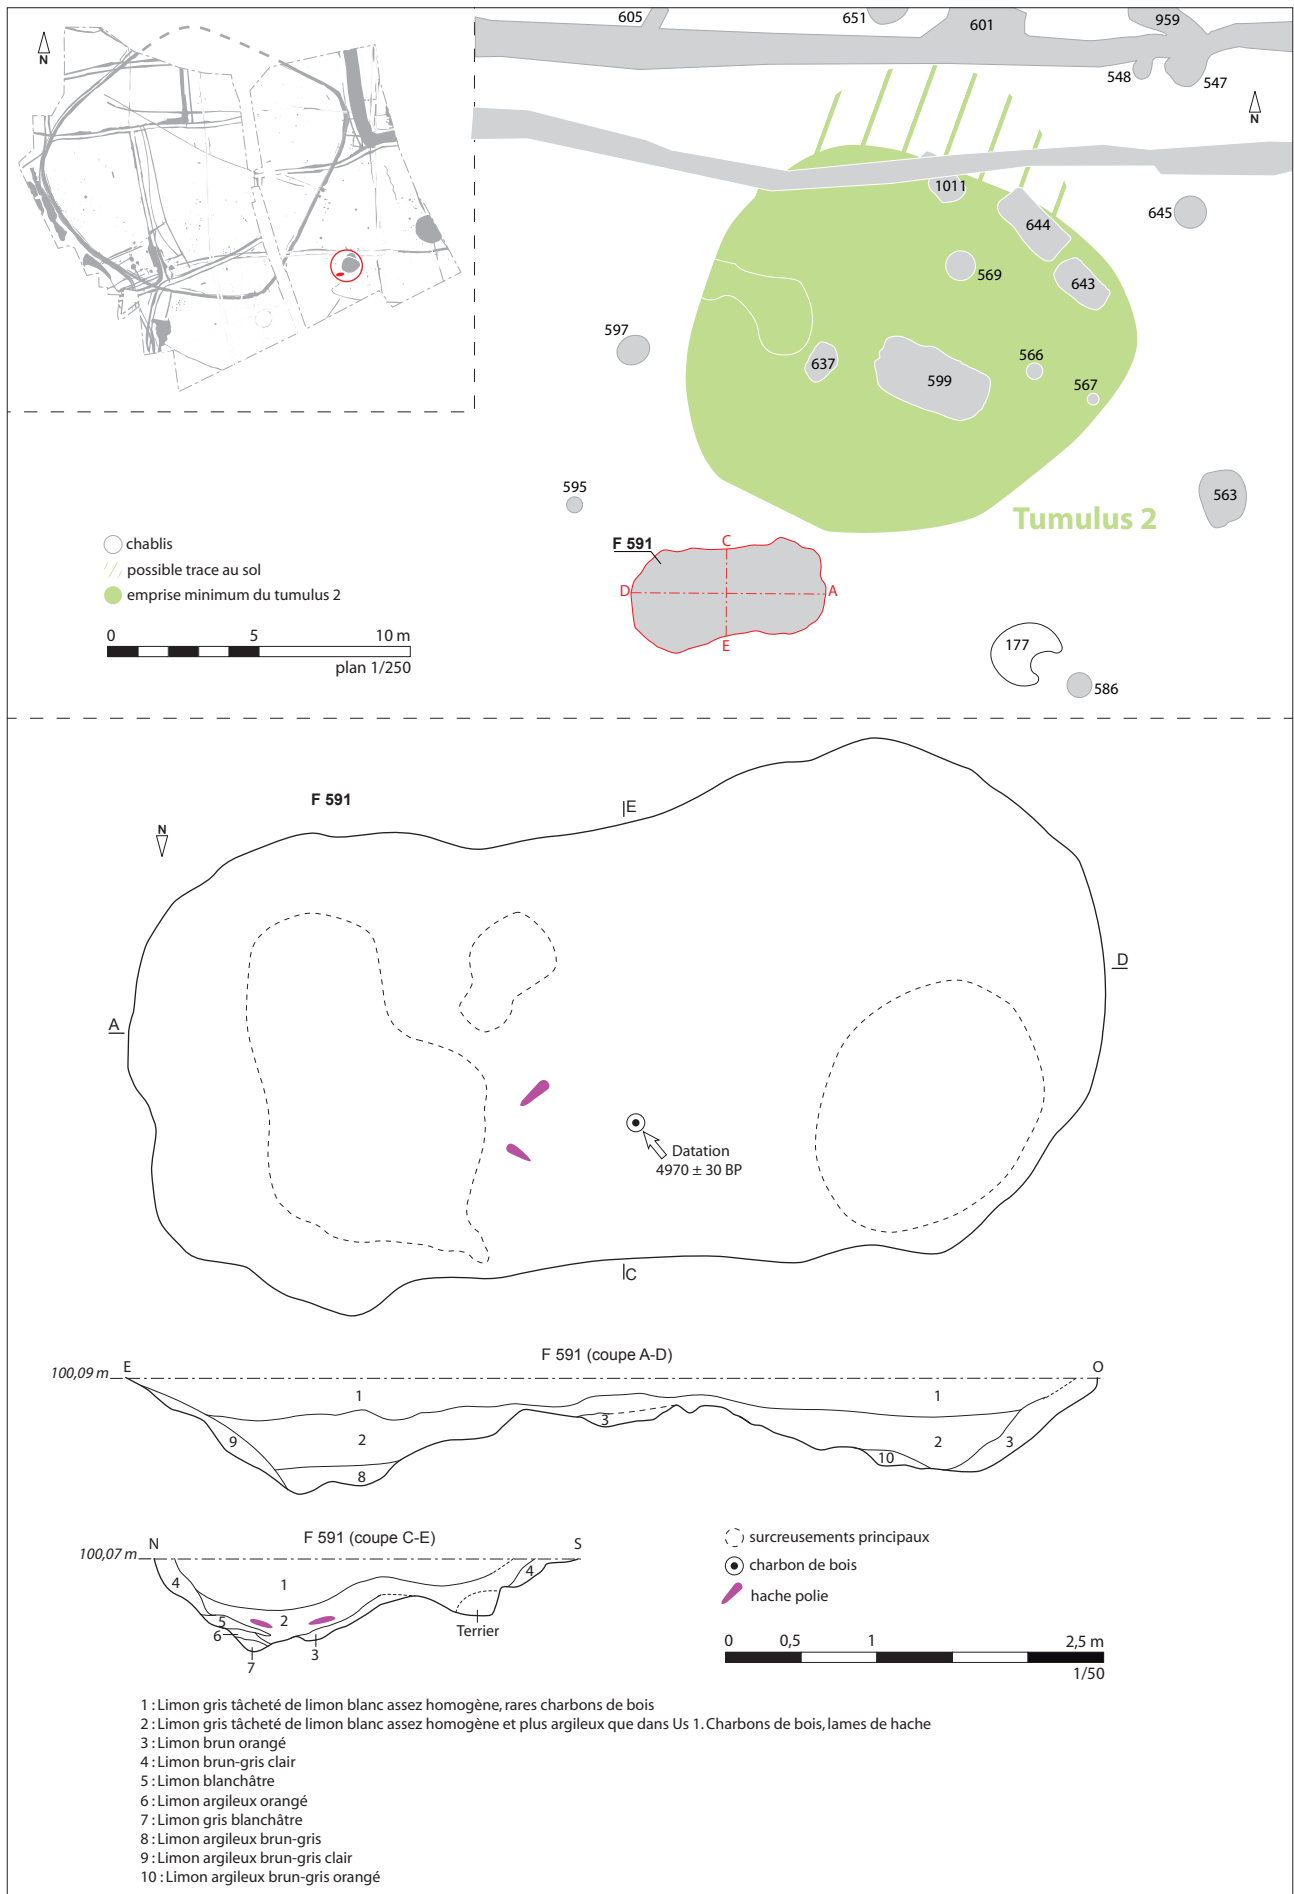 N
605
651
601
959
548
547
N
1011
644
645
569
643
597
637
599
566
567
595
563
Tumulus 2
F 591
C
D
A
E
177
586
chablis
possible trace au sol
emprise minimum du tumulus 2
0 5 10 m
plan 1/250
F 591
N
E
A
D
Datation
4970 ± 30 BP
C
F 591 (coupe A-D)
100,09 m
E
O
1
1
3
9
2
2
3
8
10
F 591 (coupe C-E)
100,07 m
N
S
4
1
4
5
2
6
Terrier
7
3
surcreusements principaux
charbon de bois
hache polie
0 0,5 1 2,5 m
1/50
1 : Limon gris tâcheté de limon blanc assez homogène, rares charbons de bois
2 : Limon gris tâcheté de limon blanc assez homogène et plus argileux que dans Us 1. Charbons de bois, lames de hache
3 : Limon brun orangé
4 : Limon brun-gris clair
5 : Limon blanchâtre
6 : Limon argileux orangé
7 : Limon gris blanchâtre
8 : Limon argileux brun-gris
9 : Limon argileux brun-gris clair
10 : Limon argileux brun-gris orangé